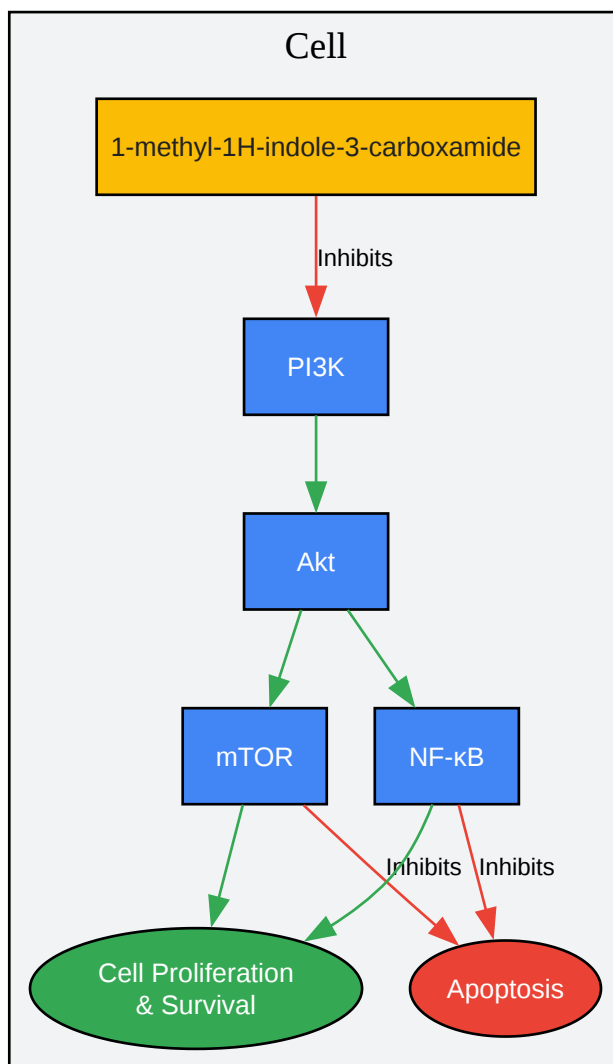 Cell
1-methyl-1H-indole-3-carboxamide
Inhibits
PI3K
Akt
mTOR
NF-κB
Inhibits
Inhibits
Cell Proliferation
& Survival
Apoptosis